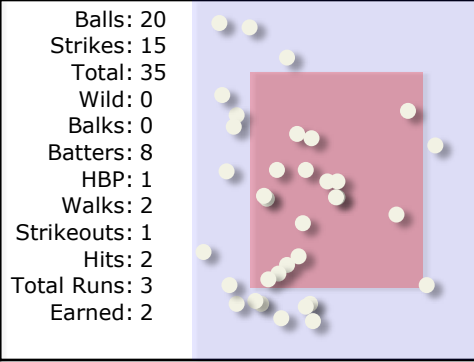 Balls: 20
Strikes: 15
Total: 35
Wild: 0
Balks: 0
Batters: 8
HBP: 1
Walks: 2
Strikeouts: 1
Hits: 2
Total Runs: 3
Earned: 2